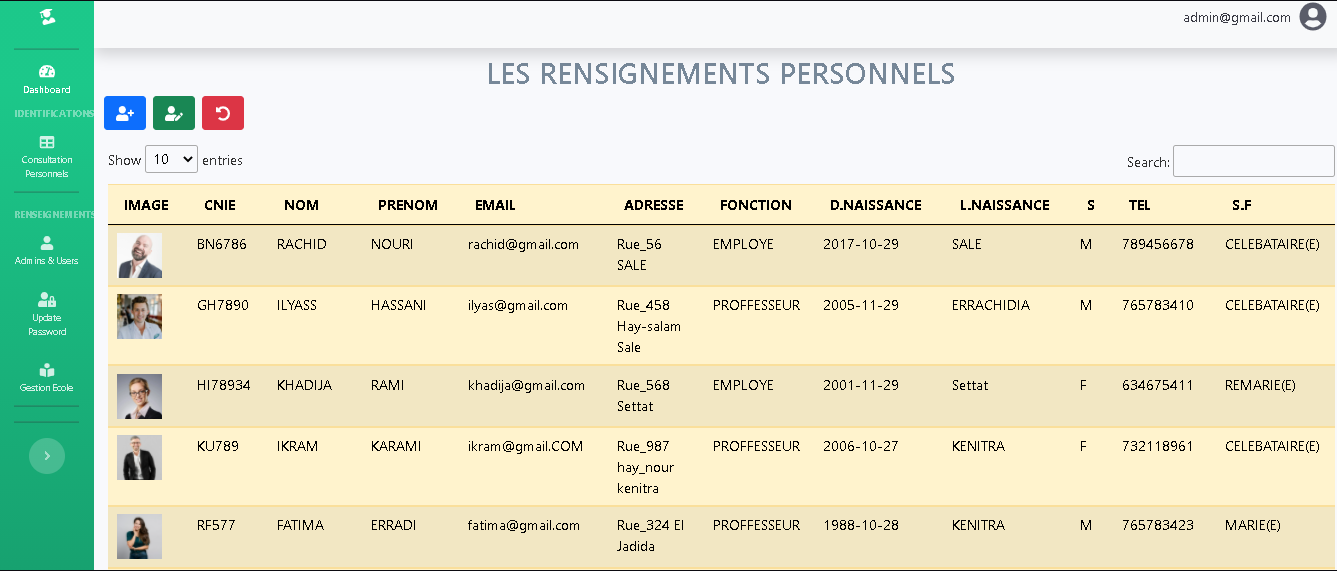 admin@gmail.com
Dashboard
IDENTIFICATIONS
Consultation
Personnels
RENSEIGNEMENTS
Admins & Users
Update
Password
Gestion Ecole
LES RENSIGNEMENTS PERSONNELS
Show 10 entries
Search:
IMAGE CNIE NOM PRENOM EMAIL ADRESSE FONCTION D.NAISSANCE L.NAISSANCE S TEL S.F
BN6786 RACHID NOURI rachid@gmail.com Rue_56 EMPLOYE 2017-10-29 SALE M 789456678 CELEBATAIRE(E)
SALE
GH7890 ILYASS HASSANI ilyas@gmail.com Rue_458 PROFFESSEUR 2005-11-29 ERRACHIDIA M 765783410 CELEBATAIRE(E)
Hay-salam
Sale
HI78934 KHADIJA RAMI khadija@gmail.com Rue_568 EMPLOYE 2001-11-29 Settat F 634675411 REMARIE(E)
Settat
KU789 IKRAM KARAMI ikram@gmail.COM Rue_987 PROFFESSEUR 2006-10-27 KENITRA F 732118961 CELEBATAIRE(E)
hay_nour
kenitra
RF577 FATIMA ERRADI fatima@gmail.com Rue_324 El PROFFESSEUR 1988-10-28 KENITRA M 765783423 MARIE(E)
Jadida